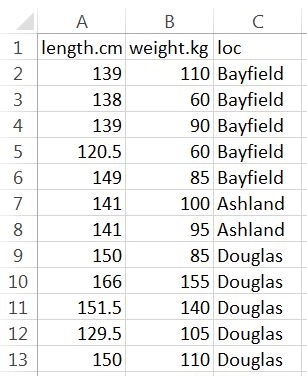 A B C
1 length.cm weight.kg loc
2 139 110 Bayfield
3 138 60 Bayfield
4 139 90 Bayfield
5 120.5 60 Bayfield
6 149 85 Bayfield
7 141 100 Ashland
8 141 95 Ashland
9 150 85 Douglas
10 166 155 Douglas
11 151.5 140 Douglas
12 129.5 105 Douglas
13 150 110 Douglas